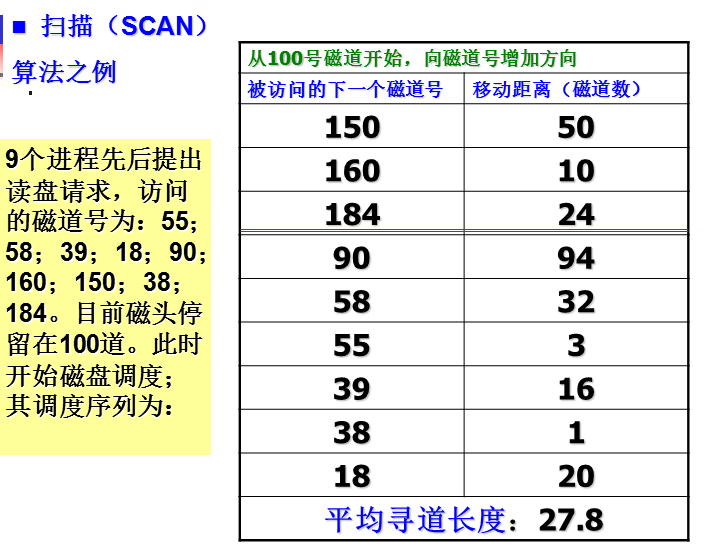 扫描（SCAN）
算法之例
9个进程先后提出
读盘请求，访问
的磁道号为：55；
58；39；18；90；
160；150；38；
184。目前磁头停
留在100道。此时
开始磁盘调度；
其调度序列为：
从100号磁道开始，向磁道号增加方向
被访问的下一个磁道号 移动距离（磁道数）
150 50
160 10
184 24
90 94
58 32
55 3
39 16
38 1
18 20
平均寻道长度：27.8